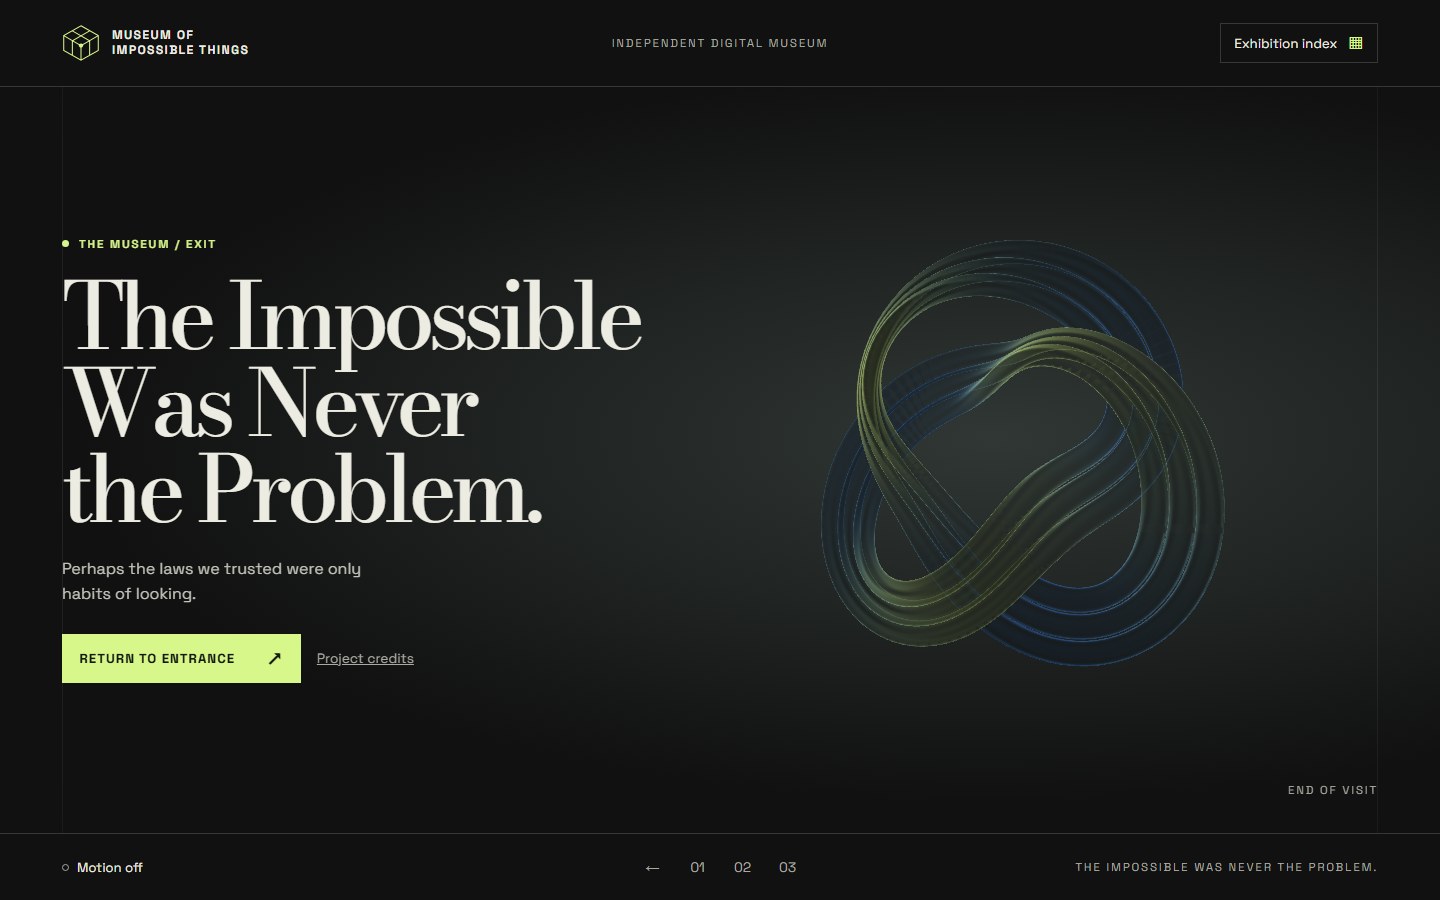 MUSEUM OF
IMPOSSIBLE THINGS
INDEPENDENT DIGITAL MUSEUM
Exhibition index
THE MUSEUM / EXIT
The Impossible
Was Never
the Problem.
Perhaps the laws we trusted were only
habits of looking.
RETURN TO ENTRANCE ↗
Project credits
END OF VISIT
Motion off
← 01 02 03
THE IMPOSSIBLE WAS NEVER THE PROBLEM.